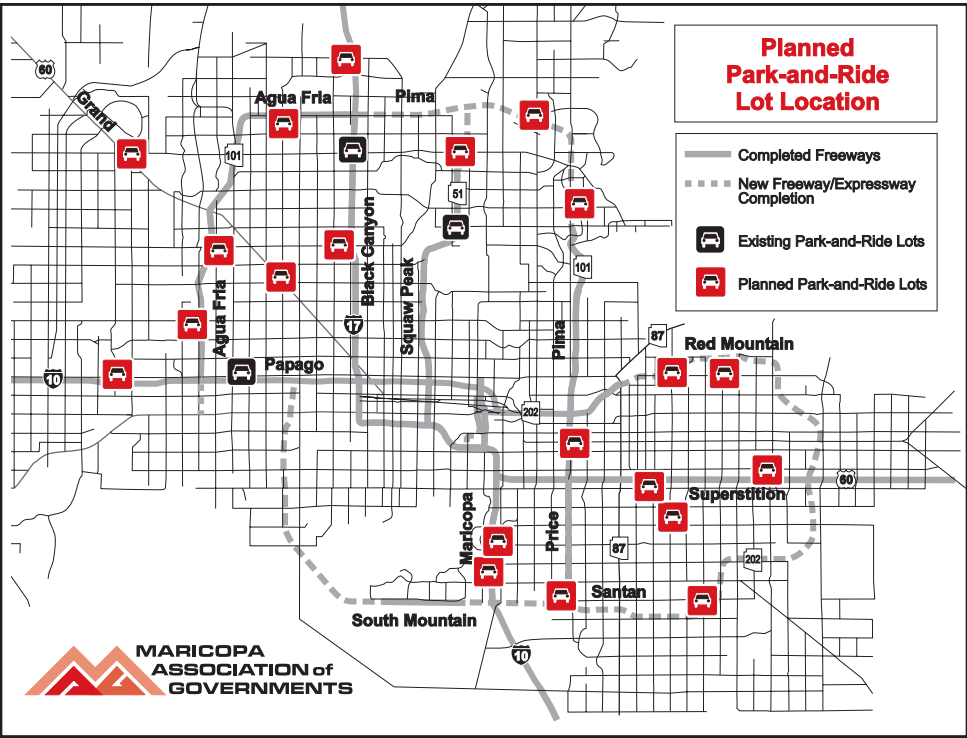 Planned
Park-and-Ride
Lot Location
Completed Freeways
New Freeway/Expressway
Completion
Existing Park-and-Ride Lots
Planned Park-and-Ride Lots
60
Grand
Agua Fria
Pima
101
51
Black Canyon
Squaw Peak
101
Agua Fria
17
Pima
87
Red Mountain
Papago
10
202
60
Superstition
Maricopa
Price
87
202
Santan
South Mountain
10
MARICOPA
ASSOCIATION of
GOVERNMENTS